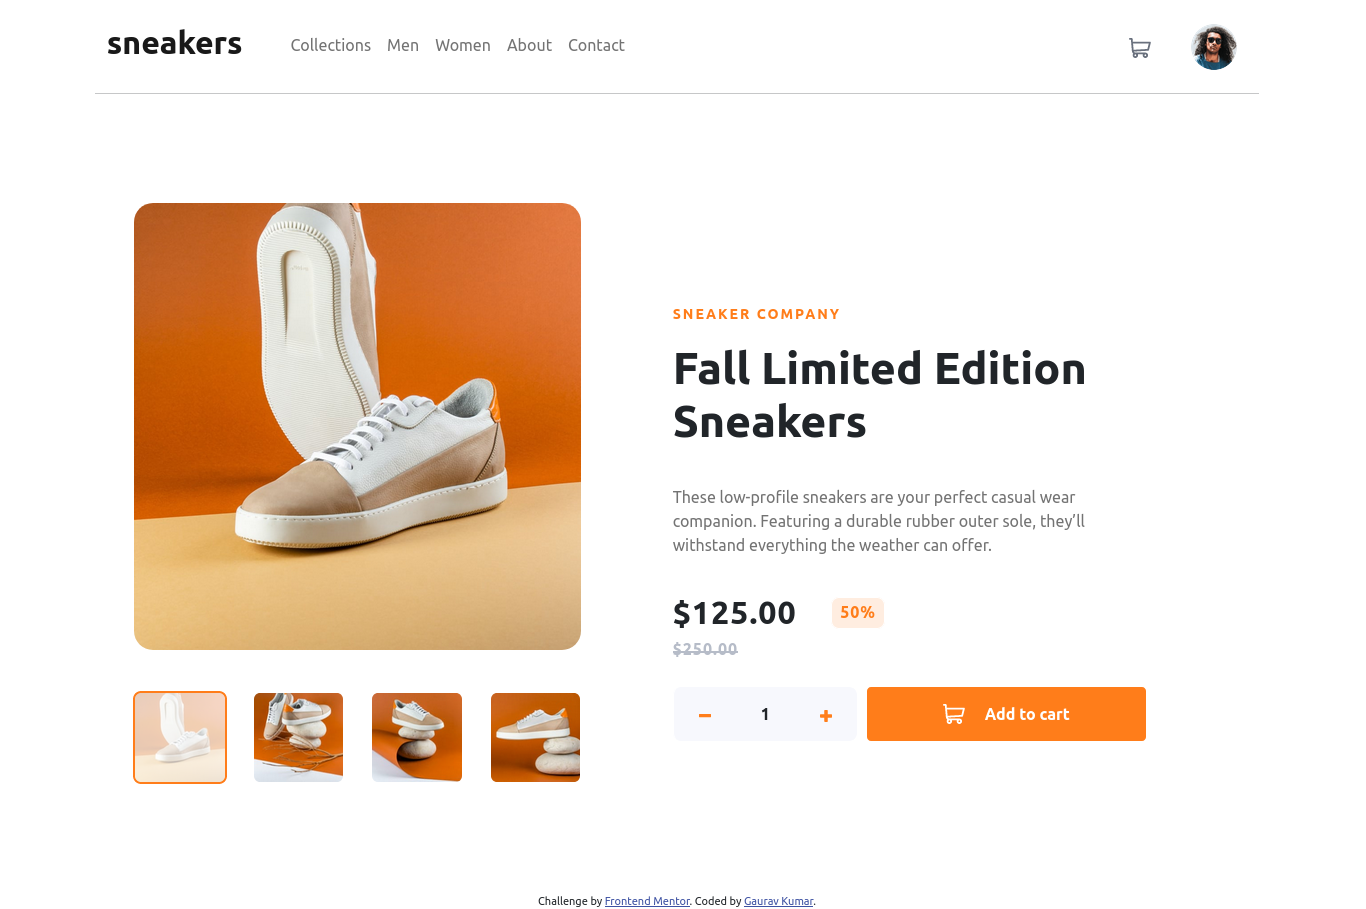 sneakers
Collections Men Women About Contact
SNEAKER COMPANY
Fall Limited Edition
Sneakers
These low-profile sneakers are your perfect casual wear
companion. Featuring a durable rubber outer sole, they’ll
withstand everything the weather can offer.
$125.00 50%
$250.00
1 Add to cart
Challenge by Frontend Mentor. Coded by Gaurav Kumar.